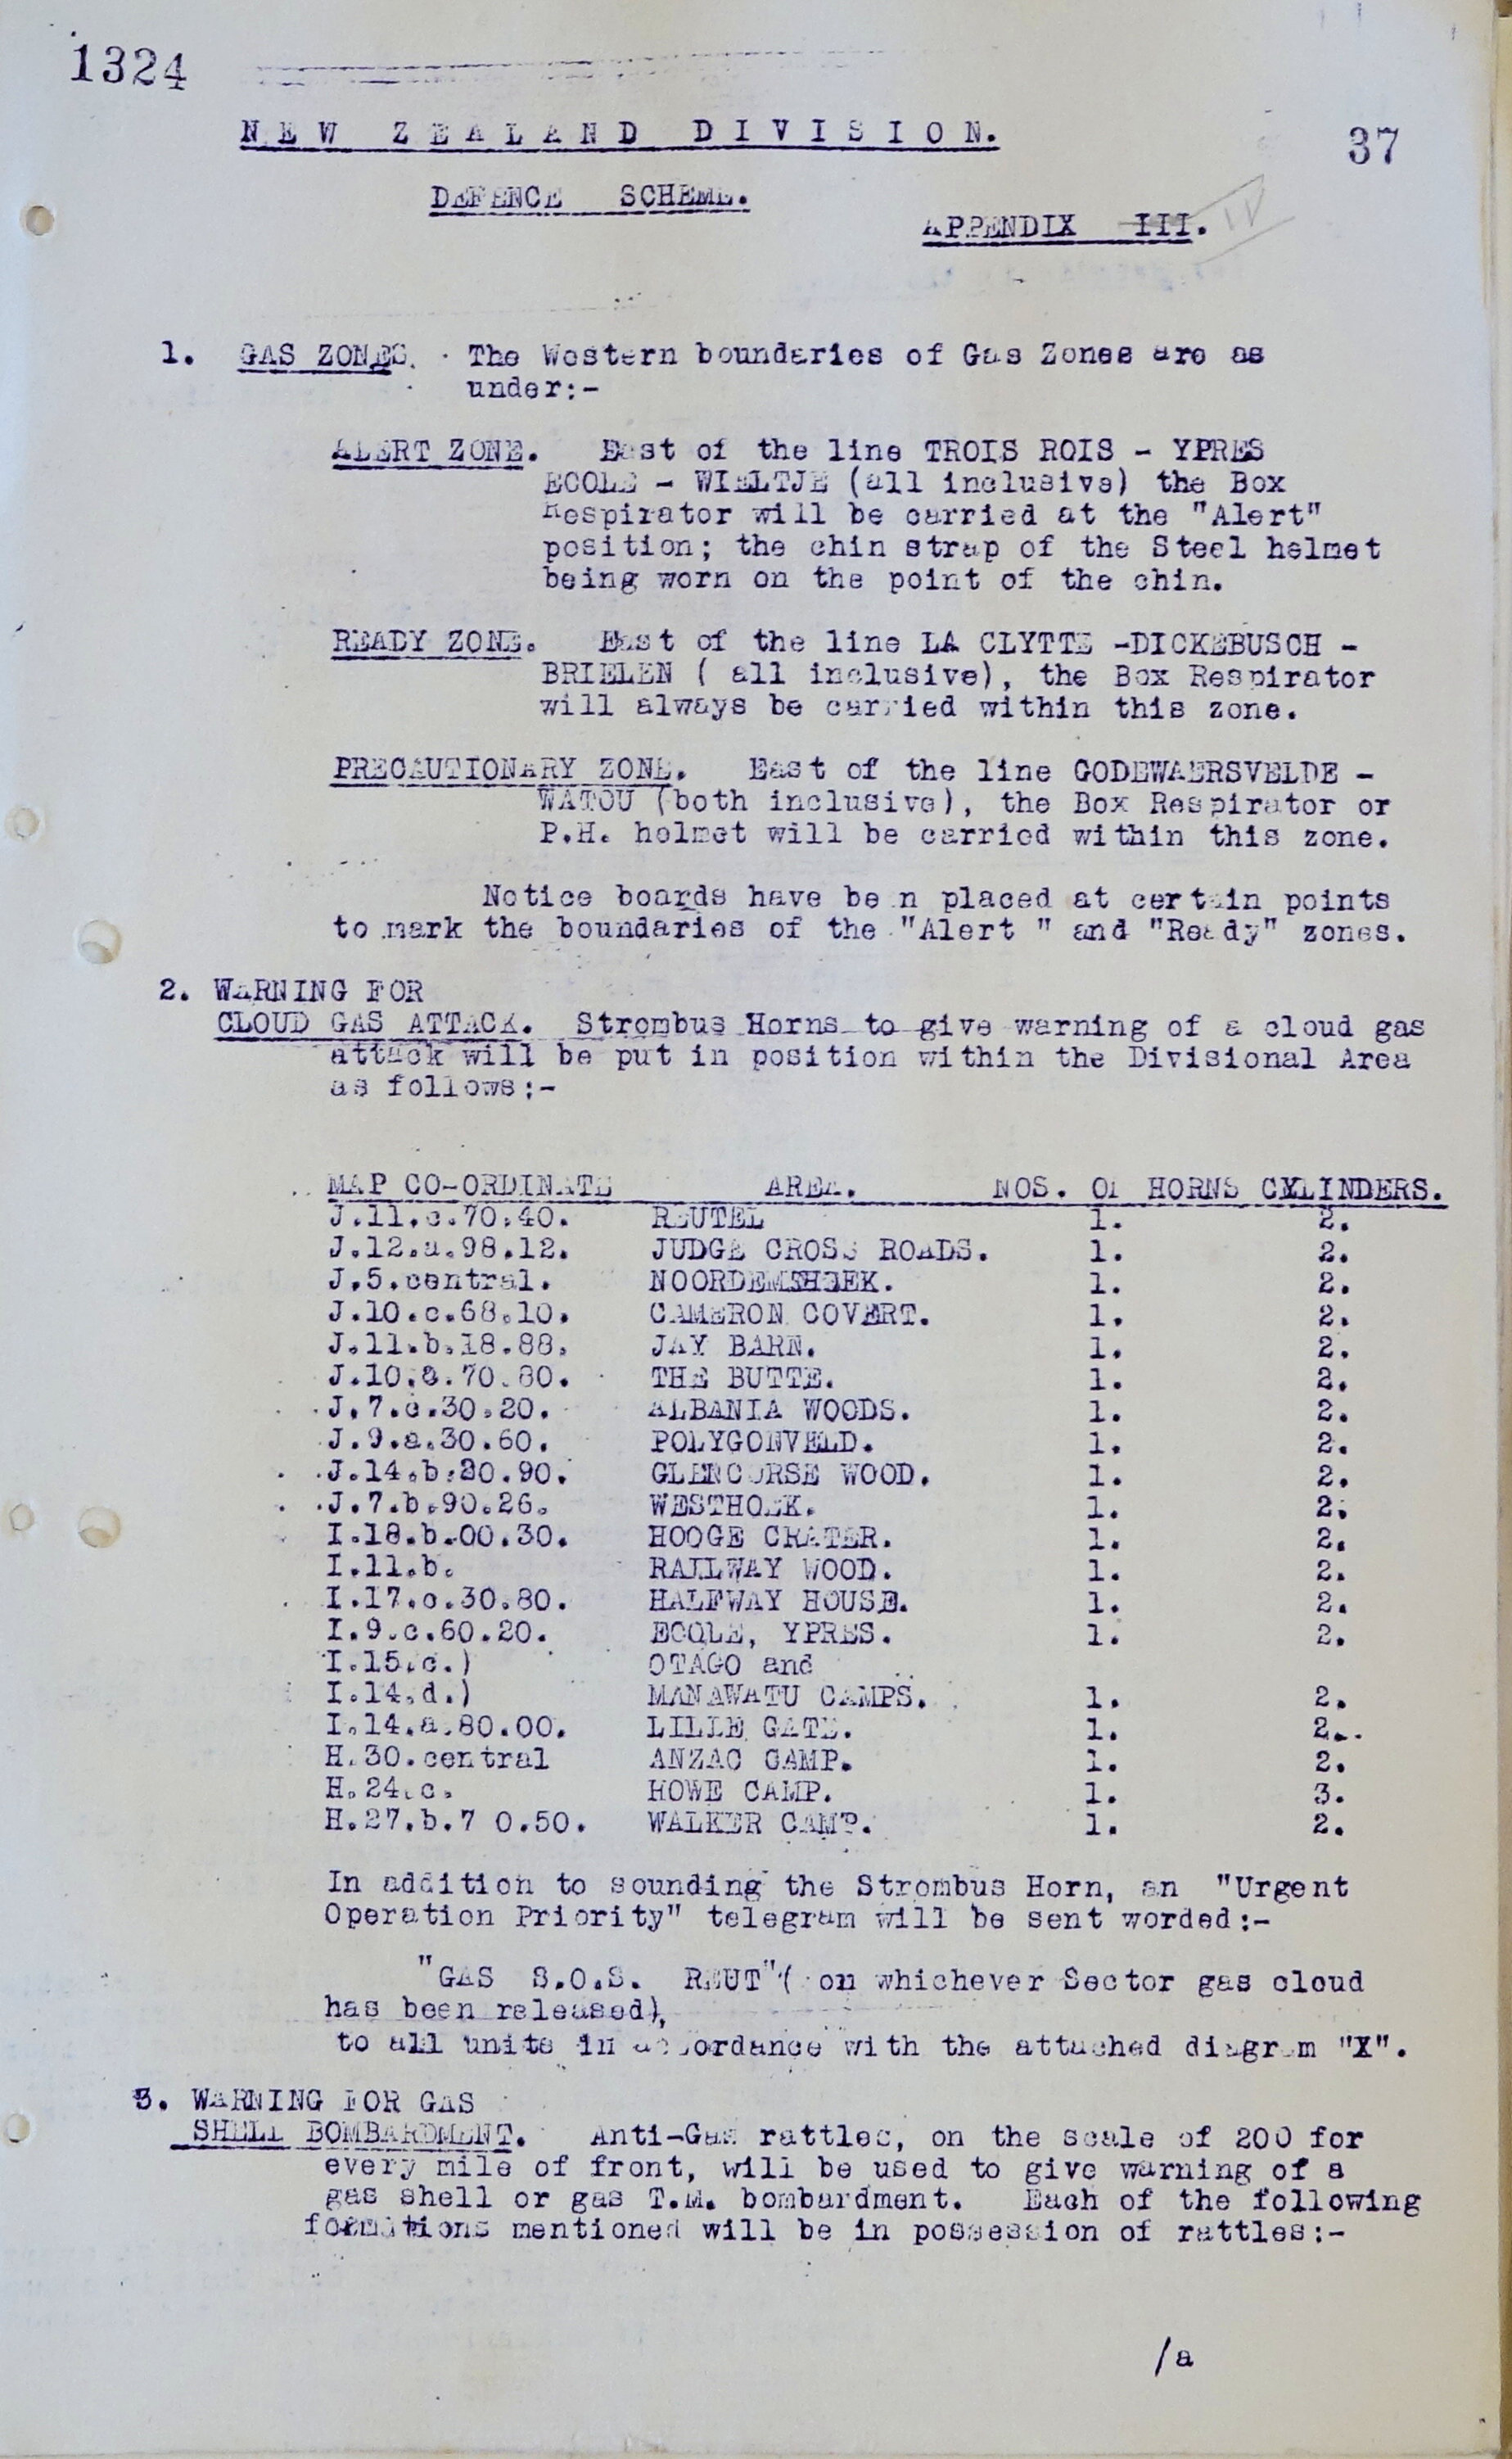 1324
NEW ZEALAND DIVISION.
37
DEFENCE SCHEME.
APPENDIX III. IV
1. GAS ZONES. The Western boundaries of Gas Zones are as
under:-
ALERT ZONE. East of the line TROIS ROIS - YPRES
ECOLE - WIELTJE (all inclusive) the Box
Respirator will be carried at the "Alert"
position; the chin strap of the Steel helmet
being worn on the point of the chin.
READY ZONE. East of the line LA CLYTTE -DICKEBUSCH -
BRIELEN ( all inclusive), the Box Respirator
will always be carried within this zone.
PRECAUTIONARY ZONE. East of the line GODEWAERSVELDE -
WATOU (both inclusive), the Box Respirator or
P.H. helmet will be carried within this zone.
Notice boards have be n placed at certain points
to mark the boundaries of the "Alert " and "Ready" zones.
2. WARNING FOR
CLOUD GAS ATTACK. Strombus Horns to give warning of a cloud gas
attack will be put in position within the Divisional Area
as follows:-
MAP CO-ORDINATE AREA. NOS. OF HORNS CYLINDERS.
J.11.c.70.40. REUTEL 1. 2.
J.12.a.98.12. JUDGE CROSS ROADS. 1. 2.
J.5.central. NOORDEMSHOEK. 1. 2.
J.10.c.68.10. CAMERON COVERT. 1. 2.
J.11.b.18.88. JAY BARN. 1. 2.
J.10.a.70.80. THE BUTTE. 1. 2.
J.7.c.30.20. ALBANIA WOODS. 1. 2.
J.9.a.30.60. POLYGONVELD. 1. 2.
J.14.b.20.90. GLENCORSE WOOD. 1. 2.
J.7.b.90.26. WESTHOEK. 1. 2.
I.18.b.00.30. HOOGE CRATER. 1. 2.
I.11.b. RAILWAY WOOD. 1. 2.
I.17.c.30.80. HALFWAY HOUSE. 1. 2.
I.9.c.60.20. ECOLE, YPRES. 1. 2.
I.15.c.) OTAGO and
I.14.d.) MANAWATU CAMPS. 1. 2.
I.14.a.80.00. LILLE GATE. 1. 2.
H.30.central ANZAC CAMP. 1. 2.
H.24.c. HOWE CAMP. 1. 3.
H.27.b.7 0.50. WALKER CAMP. 1. 2.
In addition to sounding the Strombus Horn, an "Urgent
Operation Priority" telegram will be sent worded:-
"GAS S.O.S. REUT"( on whichever Sector gas cloud
has been released),
to all units in accordance with the attached diagram "X".
3. WARNING FOR GAS
SHELL BOMBARDMENT. Anti-Gas rattles, on the scale of 200 for
every mile of front, will be used to give warning of a
gas shell or gas T.M. bombardment. Each of the following
formations mentioned will be in possession of rattles:-
/a